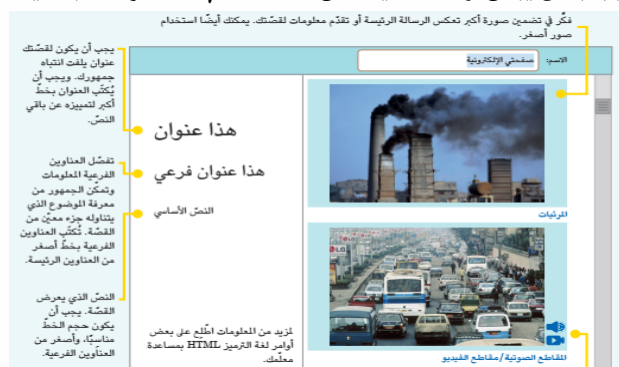 فكّر في تضمين صورة أكبر تعكس الرسالة الرئيسة أو تقدّم معلومات لقصّتك. يمكنك أيضًا استخدام
صور أصغر.
الاسم: صفحتي الإلكترونية
يجب أن يكون لقصّتك
عنوان يلفت انتباه
جمهورك. ويجب أن
يُكتَب العنوان بخطّ
أكبر لتمييزه عن باقي
النصّ.
هذا عنوان
هذا عنوان فرعي
النصّ الأساسي
تفصّل العناوين
الفرعية المعلومات
وتمكّن الجمهور من
معرفة الموضوع الذي
يتناوله جزء معيّن من
القصّة. تُكتَب العناوين
الفرعية بخطّ أصغر
من العناوين الرئيسة.
النصّ الذي يعرض
القصّة. يجب أن
يكون حجم الخطّ
مناسبًا، وأصغر من
العناوين الفرعية.
المرئيات
LG
لمزيد من المعلومات اطّلع على بعض
أوامر لغة الترميز HTML بمساعدة
معلّمك.
المقاطع الصوتية/مقاطع الفيديو